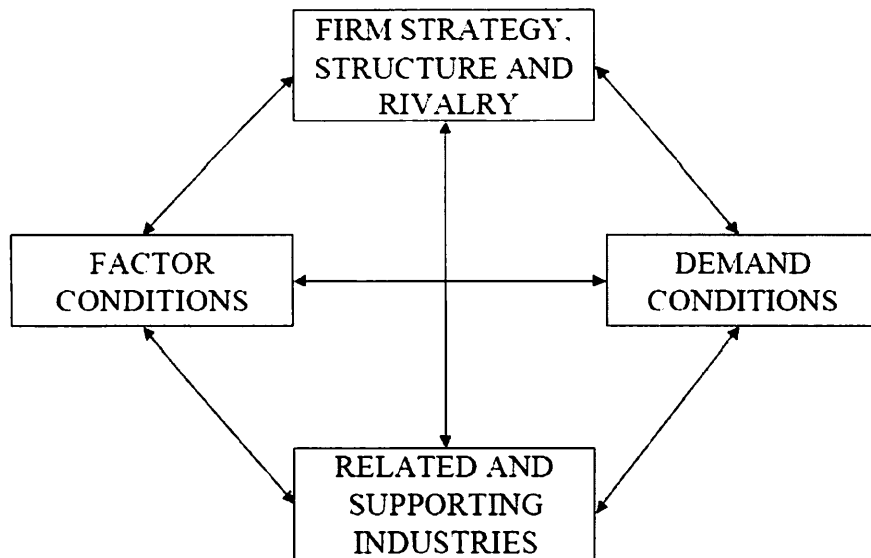 FIRM STRATEGY,
STRUCTURE AND
RIVALRY
FACTOR
CONDITIONS
DEMAND
CONDITIONS
RELATED AND
SUPPORTING
INDUSTRIES